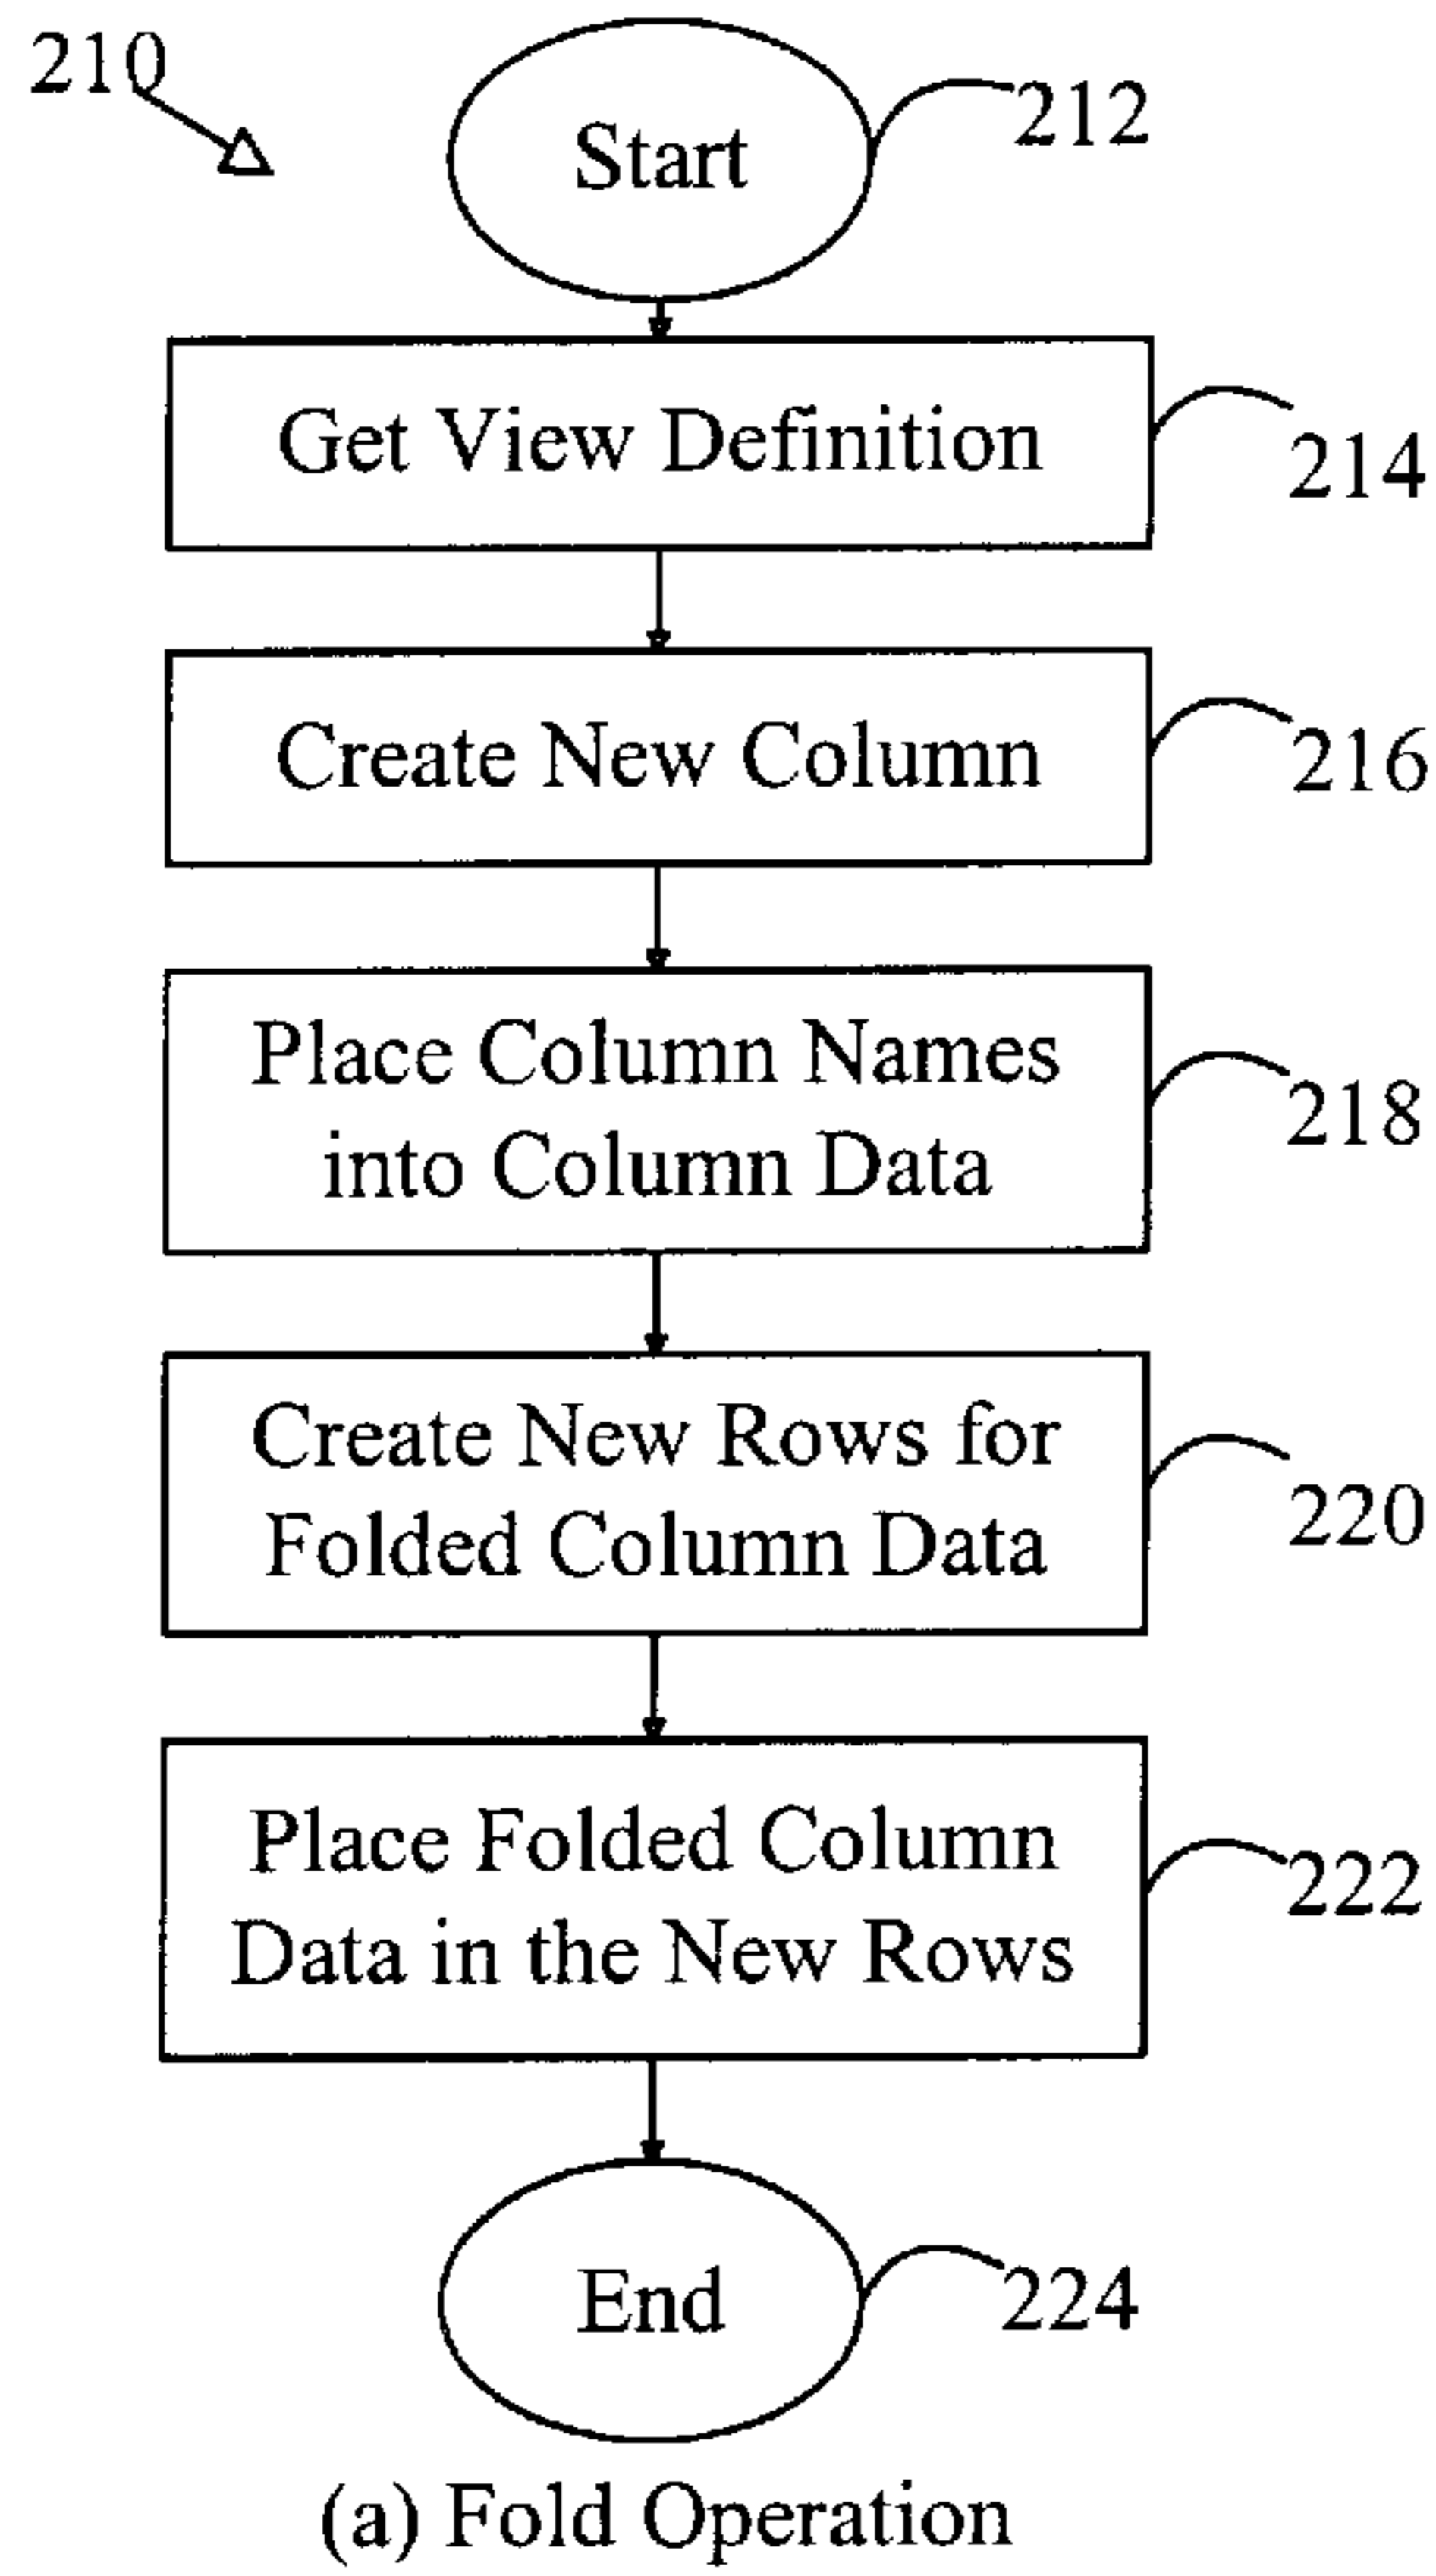 210
Start
212
Get View Definition
214
Create New Column
216
Place Column Names
into Column Data
218
Create New Rows for
Folded Column Data
220
Place Folded Column
Data in the New Rows
222
End
224
(a) Fold Operation